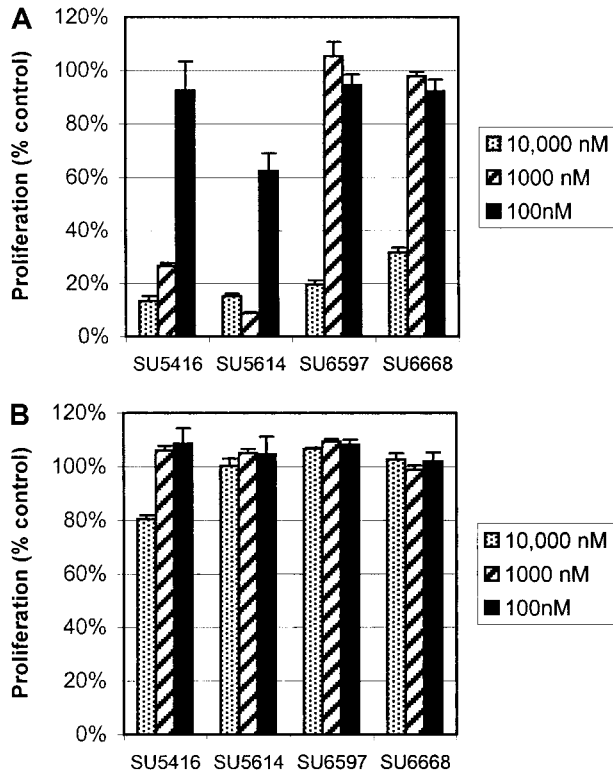 A
Proliferation (% control)
120%
100%
80%
60%
40%
20%
0%
SU5416 SU5614 SU6597 SU6668
10,000 nM
1000 nM
100nM
B
Proliferation (% control)
120%
100%
80%
60%
40%
20%
0%
SU5416 SU5614 SU6597 SU6668
10,000 nM
1000 nM
100nM